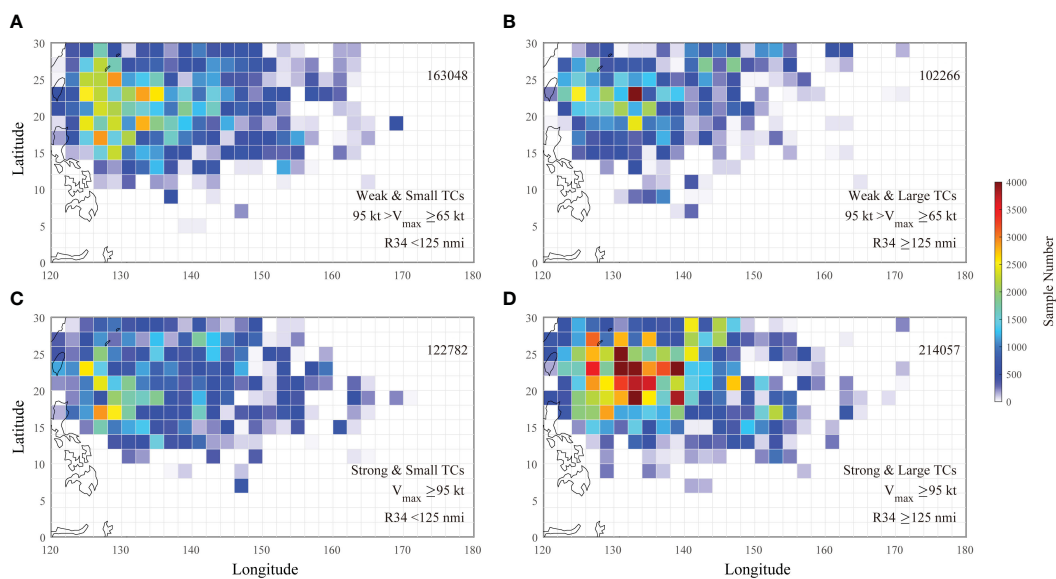 A
B
30
25
20
15
10
5
0
Latitude
163048
Weak & Small TCs
95 kt >Vmax ≥65 kt
R34 <125 nmi
120 130 140 150 160 170 180
30
25
20
15
10
5
0
102266
Weak & Large TCs
95 kt >Vmax ≥65 kt
R34 ≥125 nmi
120 130 140 150 160 170 180
4000
3500
3000
2500
2000
1500
1000
500
0
Sample Number
C
D
30
25
20
15
10
5
0
Latitude
122782
Strong & Small TCs
Vmax ≥95 kt
R34 <125 nmi
120 130 140 150 160 170 180
Longitude
30
25
20
15
10
5
0
214057
Strong & Large TCs
Vmax ≥95 kt
R34 ≥125 nmi
120 130 140 150 160 170 180
Longitude